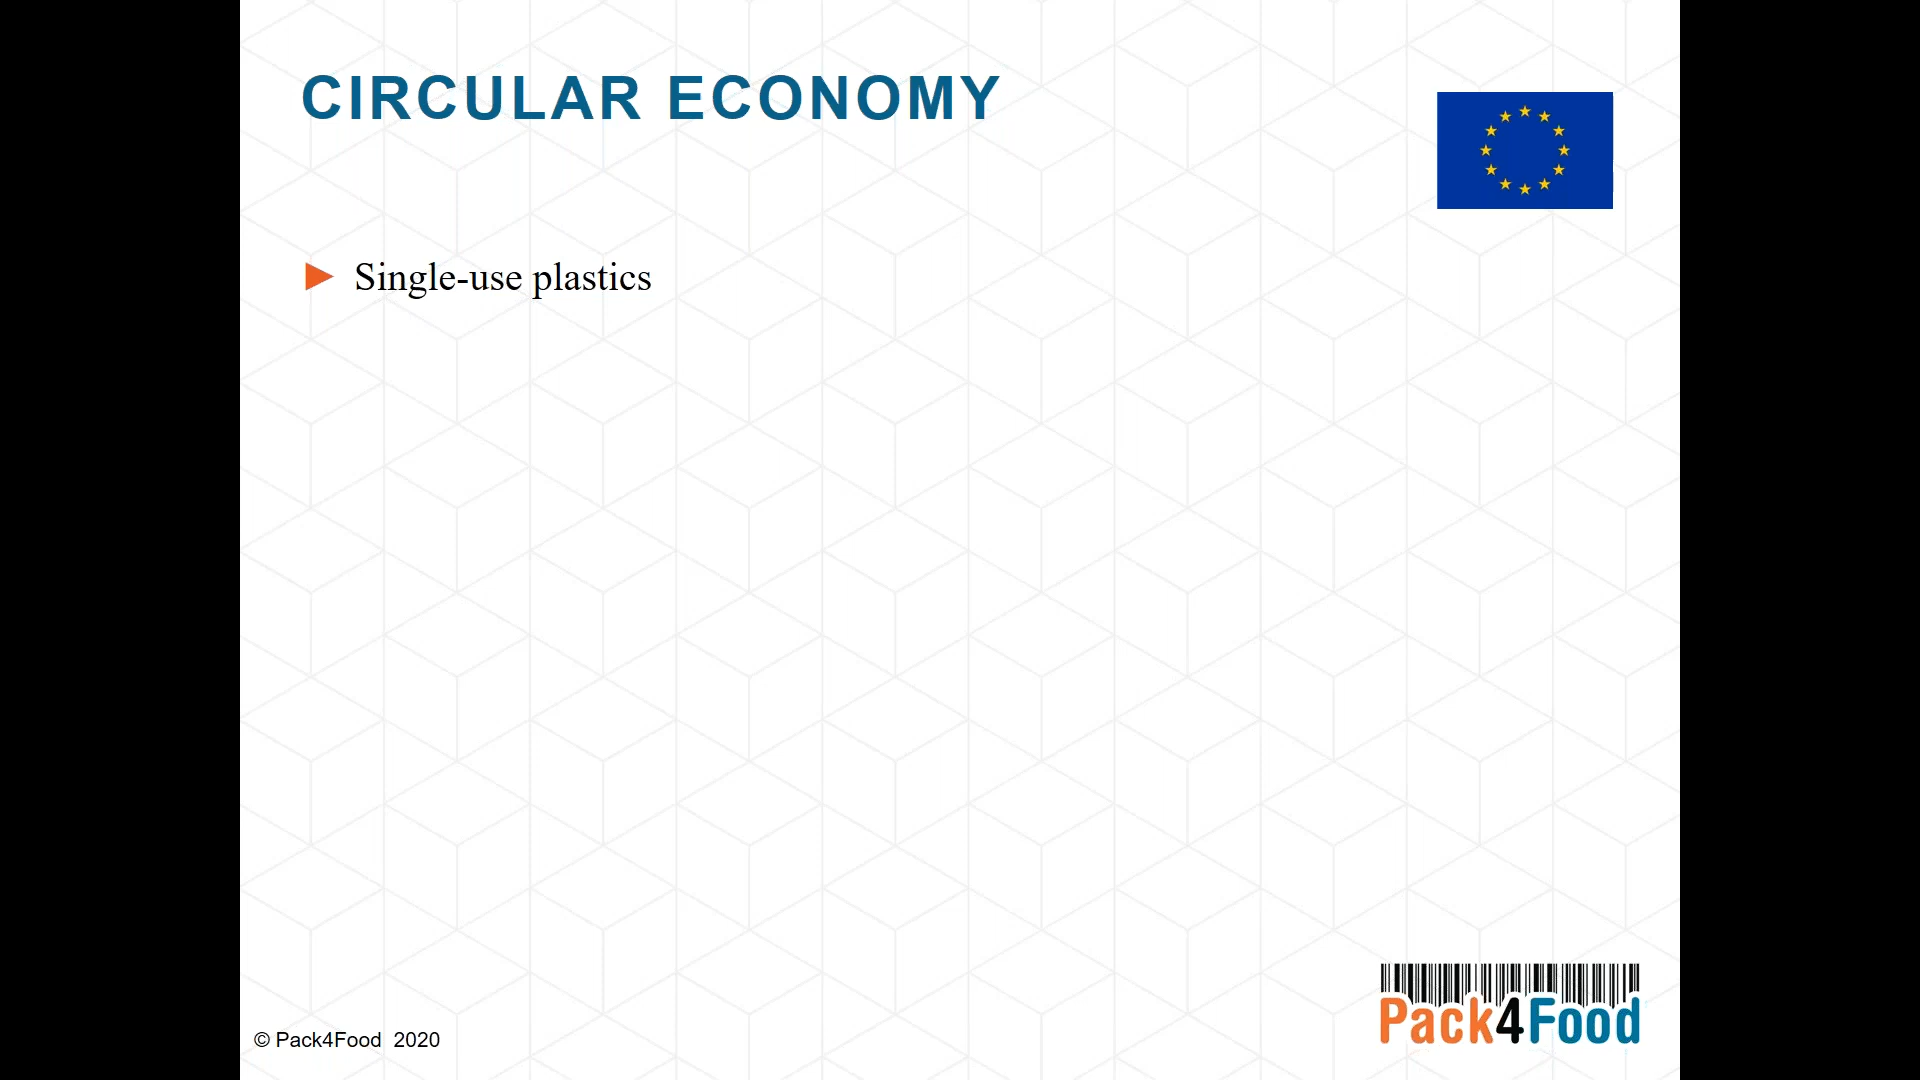 CIRCULAR ECONOMY
Single-use plastics
© Pack4Food 2020
Pack4Food